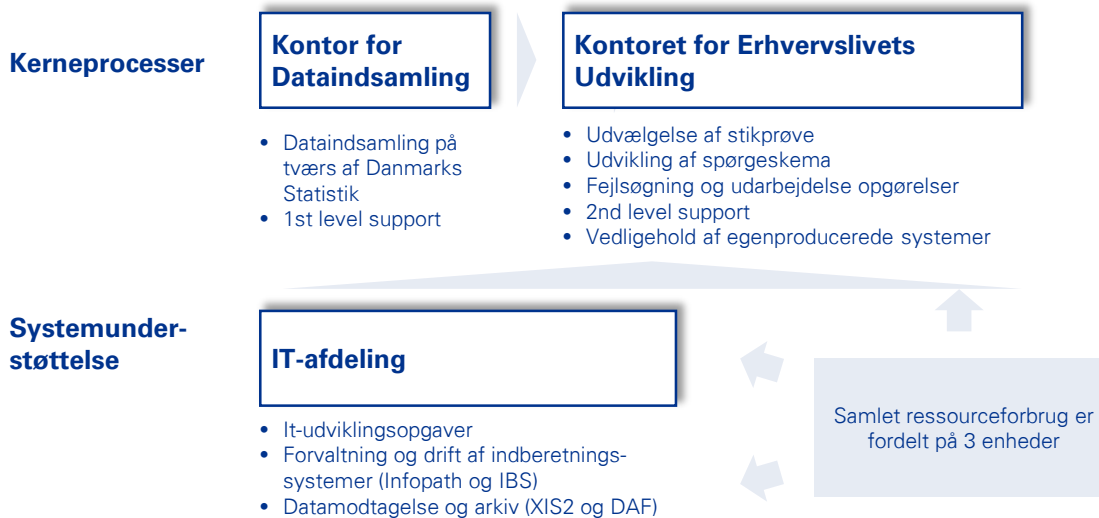 Kerneprocesser
Kontor for
Dataindsamling
• Dataindsamling på
tværs af Danmarks
Statistik
• 1st level support
Kontoret for Erhvervslivets
Udvikling
• Udvælgelse af stikprøve
• Udvikling af spørgeskema
• Fejlsøgning og udarbejdelse opgørelser
• 2nd level support
• Vedligehold af egenproducerede systemer
Systemunder-
støttelse
IT-afdeling
• It-udviklingsopgaver
• Forvaltning og drift af indberetnings-
systemer (Infopath og IBS)
• Datamodtagelse og arkiv (XIS2 og DAF)
Samlet ressourceforbrug er
fordelt på 3 enheder